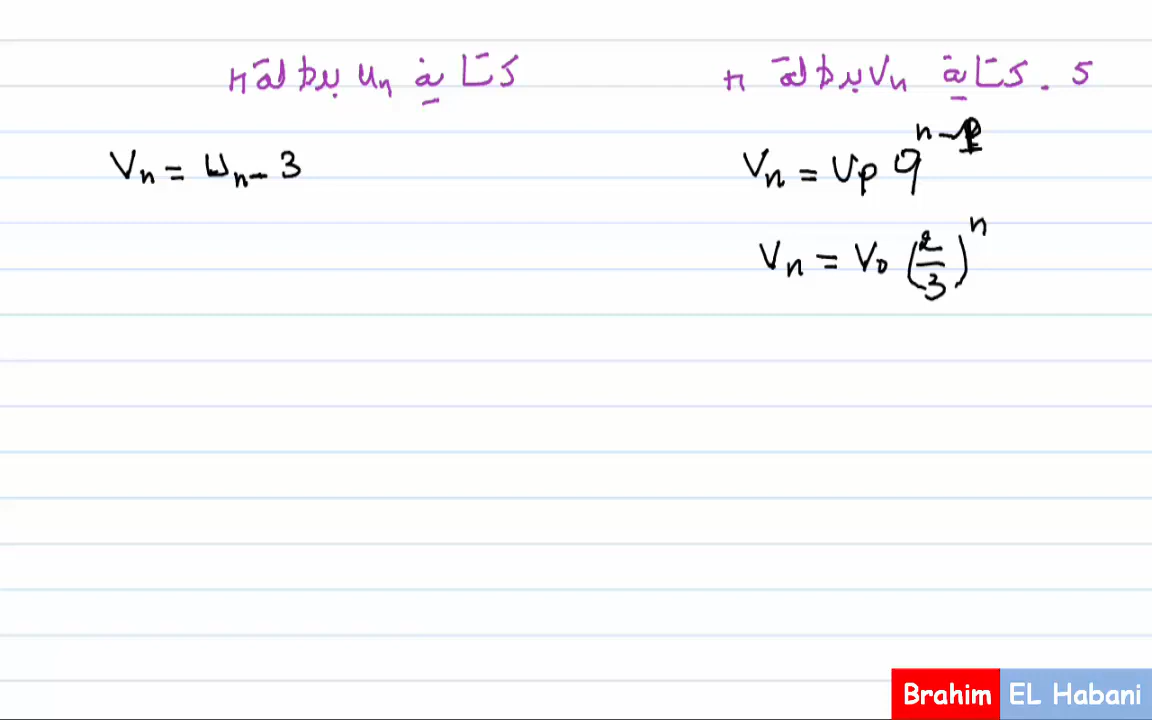 5. كتابة Vn بدلالة n
Vn = Vp q^(n-p)
Vn = V0 (2/3)^n
كتابة Un بدلالة n
Vn = Un - 3
Brahim EL Habani